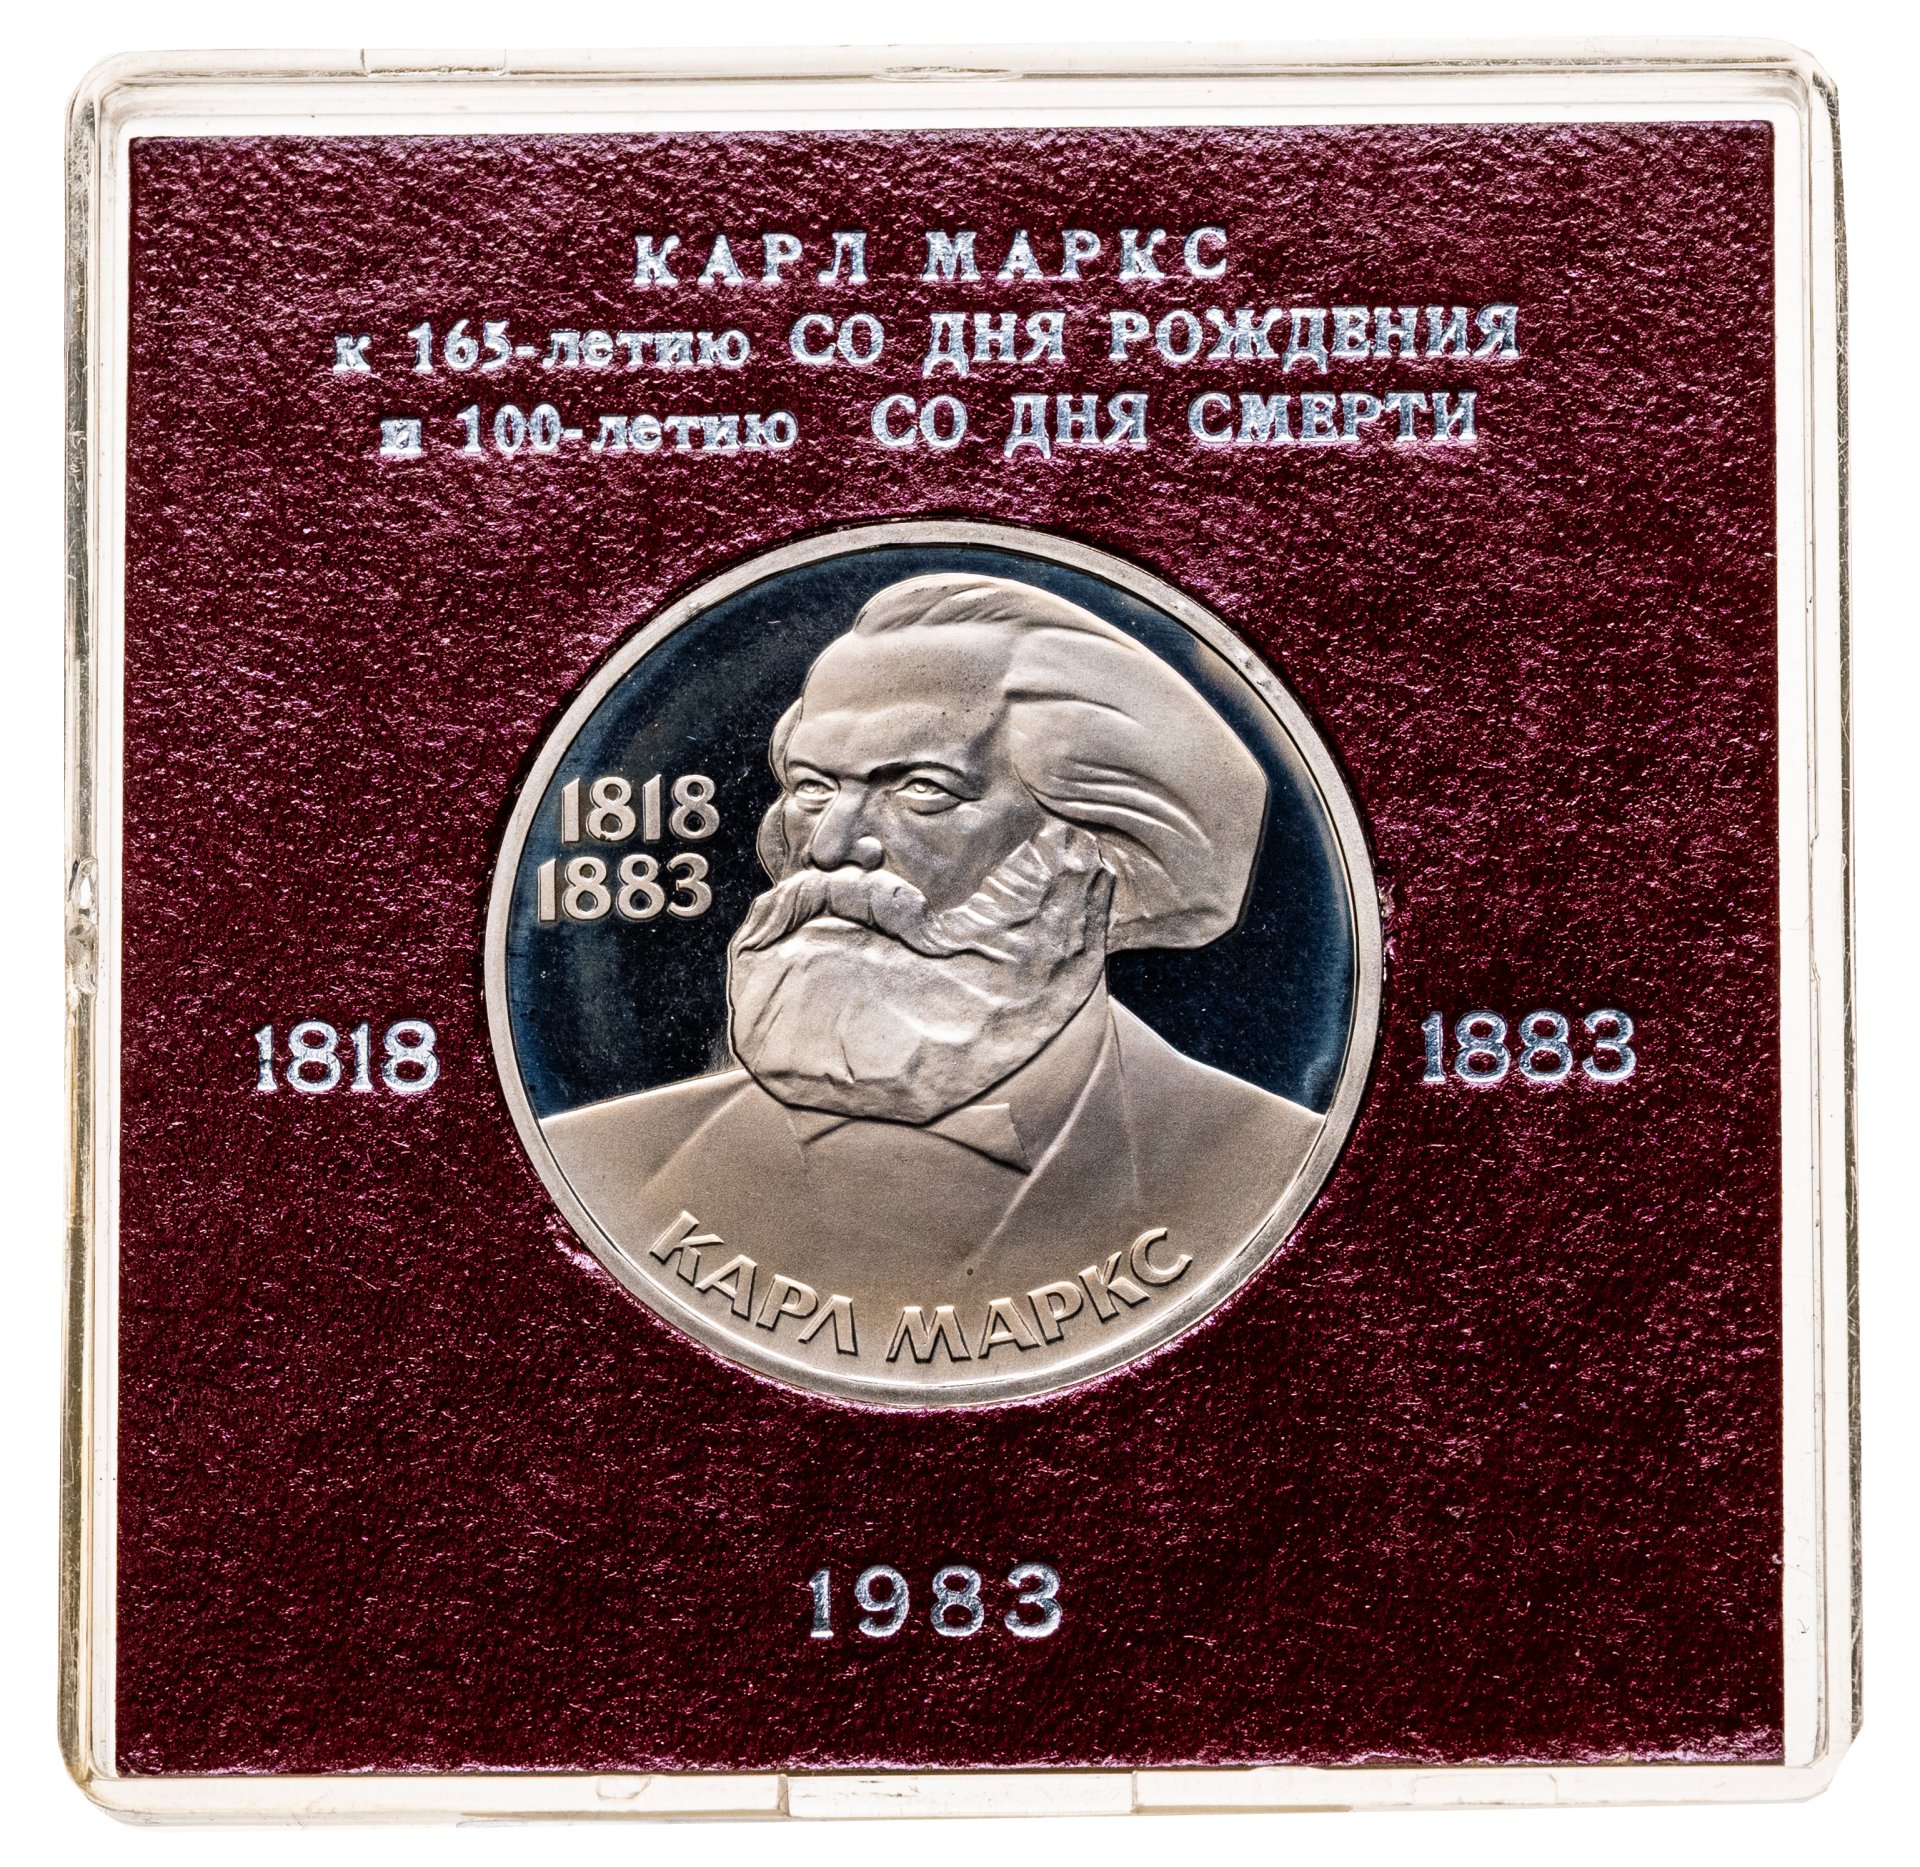 КАРЛ МАРКС
к 165-летию СО ДНЯ РОЖДЕНИЯ
и 100-летию СО ДНЯ СМЕРТИ
1818
1883
КАРЛ МАРКС
1818
1883
1983